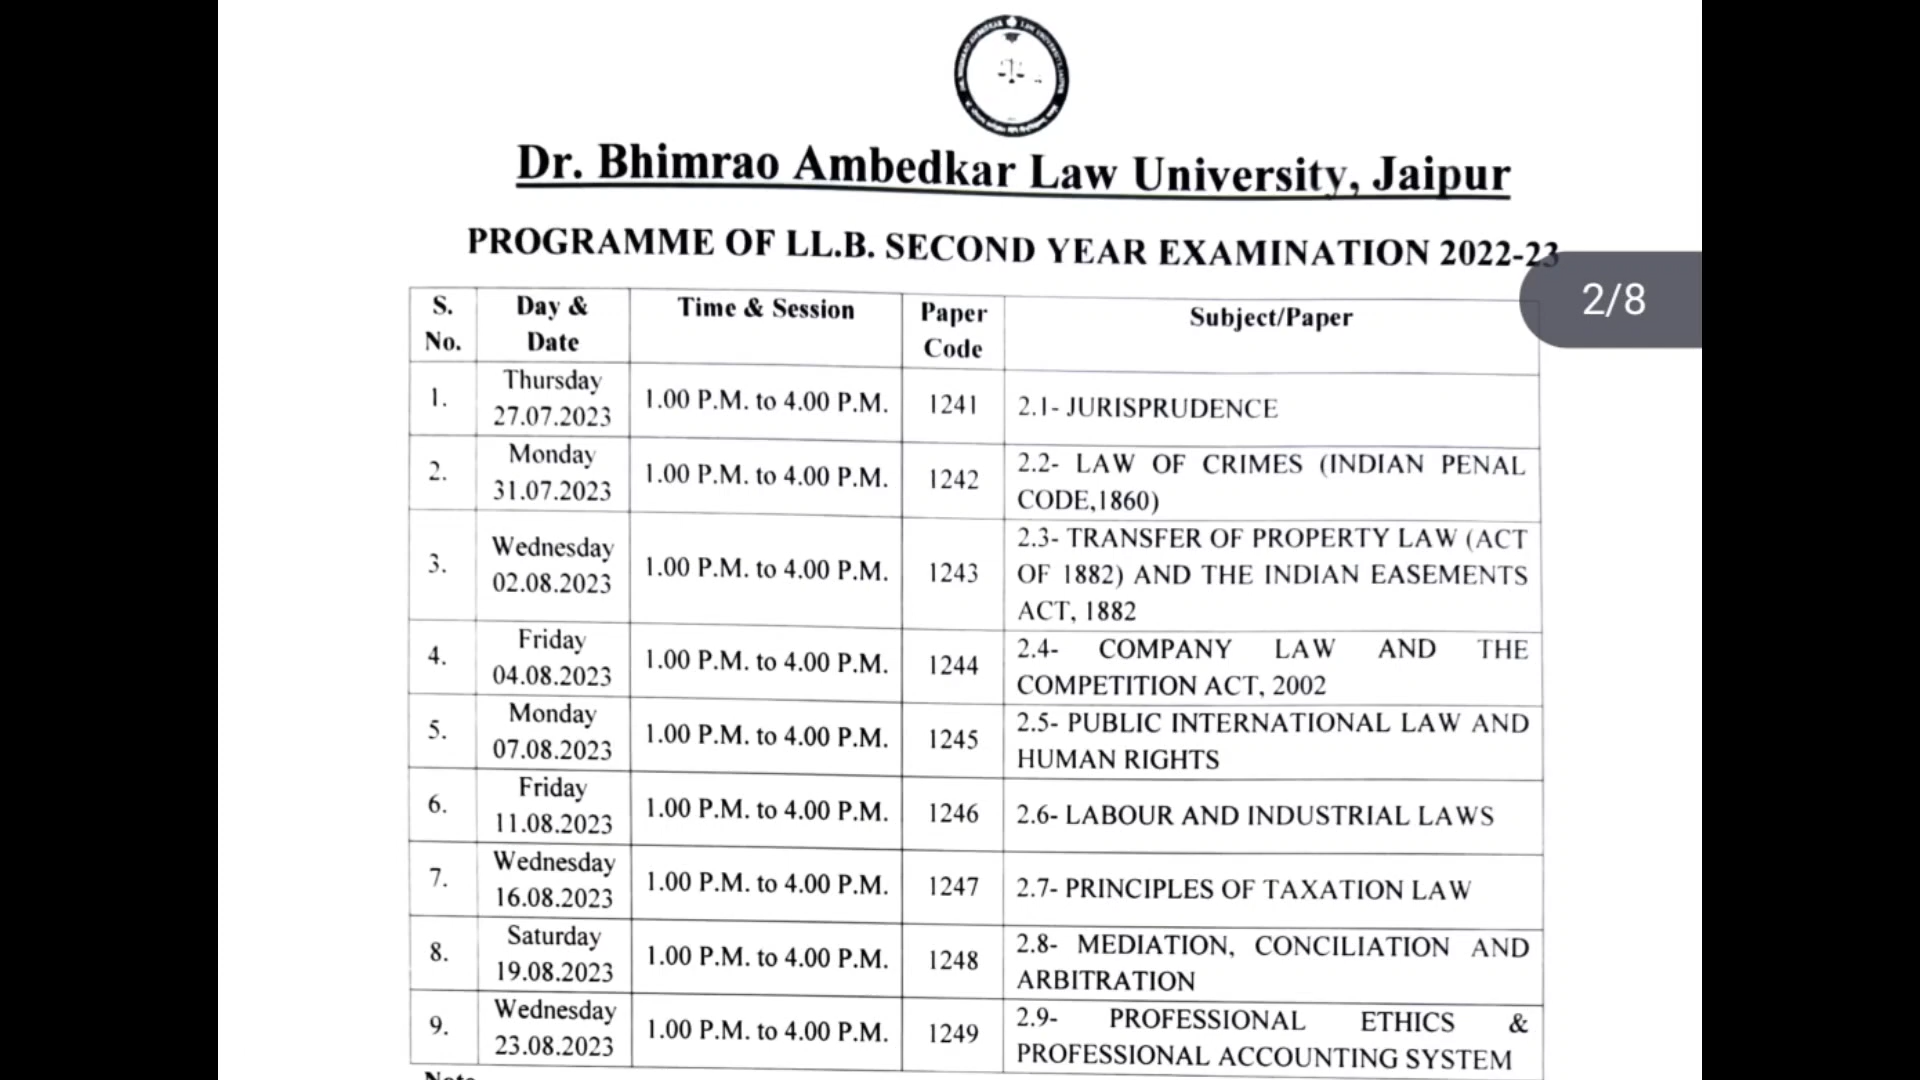 Dr. Bhimrao Ambedkar Law University, Jaipur
PROGRAMME OF LL.B. SECOND YEAR EXAMINATION 2022-23
2/8
S. No. Day & Date Time & Session Paper Code Subject/Paper
1. Thursday 27.07.2023 1.00 P.M. to 4.00 P.M. 1241 2.1- JURISPRUDENCE
2. Monday 31.07.2023 1.00 P.M. to 4.00 P.M. 1242 2.2- LAW OF CRIMES (INDIAN PENAL
CODE,1860)
3. Wednesday 02.08.2023 1.00 P.M. to 4.00 P.M. 1243 2.3- TRANSFER OF PROPERTY LAW (ACT
OF 1882) AND THE INDIAN EASEMENTS
ACT, 1882
4. Friday 04.08.2023 1.00 P.M. to 4.00 P.M. 1244 2.4- COMPANY LAW AND THE
COMPETITION ACT, 2002
5. Monday 07.08.2023 1.00 P.M. to 4.00 P.M. 1245 2.5- PUBLIC INTERNATIONAL LAW AND
HUMAN RIGHTS
6. Friday 11.08.2023 1.00 P.M. to 4.00 P.M. 1246 2.6- LABOUR AND INDUSTRIAL LAWS
7. Wednesday 16.08.2023 1.00 P.M. to 4.00 P.M. 1247 2.7- PRINCIPLES OF TAXATION LAW
8. Saturday 19.08.2023 1.00 P.M. to 4.00 P.M. 1248 2.8- MEDIATION, CONCILIATION AND
ARBITRATION
9. Wednesday 23.08.2023 1.00 P.M. to 4.00 P.M. 1249 2.9- PROFESSIONAL ETHICS &
PROFESSIONAL ACCOUNTING SYSTEM